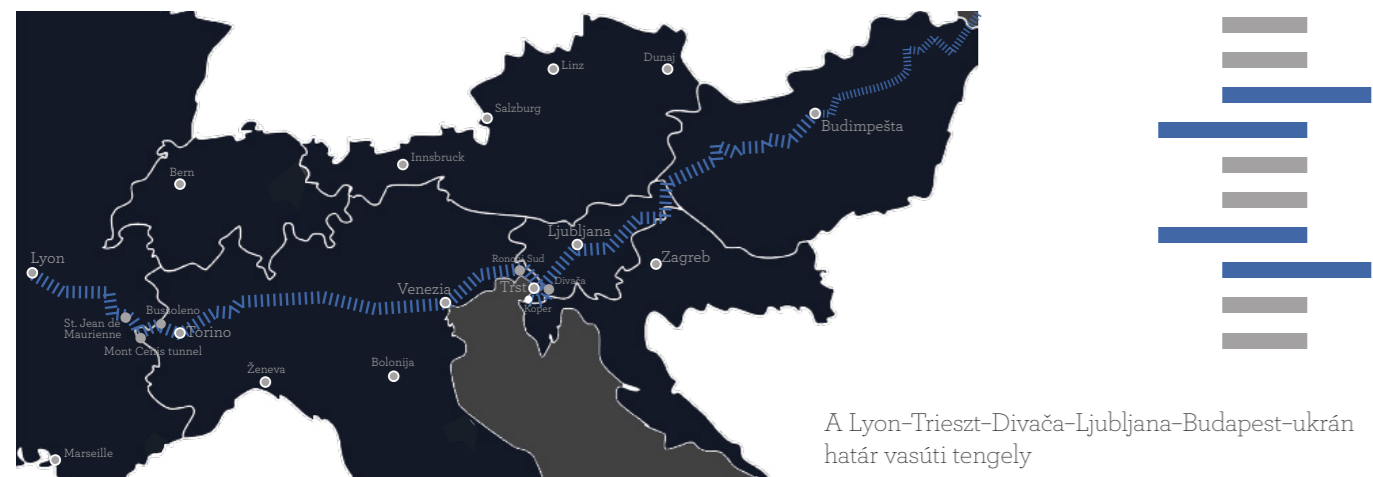 Linz
Dunaj
Salzburg
Budimpešta
Innsbruck
Bern
Ljubljana
Lyon
Ronchi Sud
Zagreb
Trst
Divača
Venezia
Koper
Bussoleno
St. Jean de
Maurienne
Torino
Mont Cenis tunnel
Ženeva
Bolonija
Marseille
A Lyon–Trieszt–Divača–Ljubljana–Budapest–ukrán
határ vasúti tengely